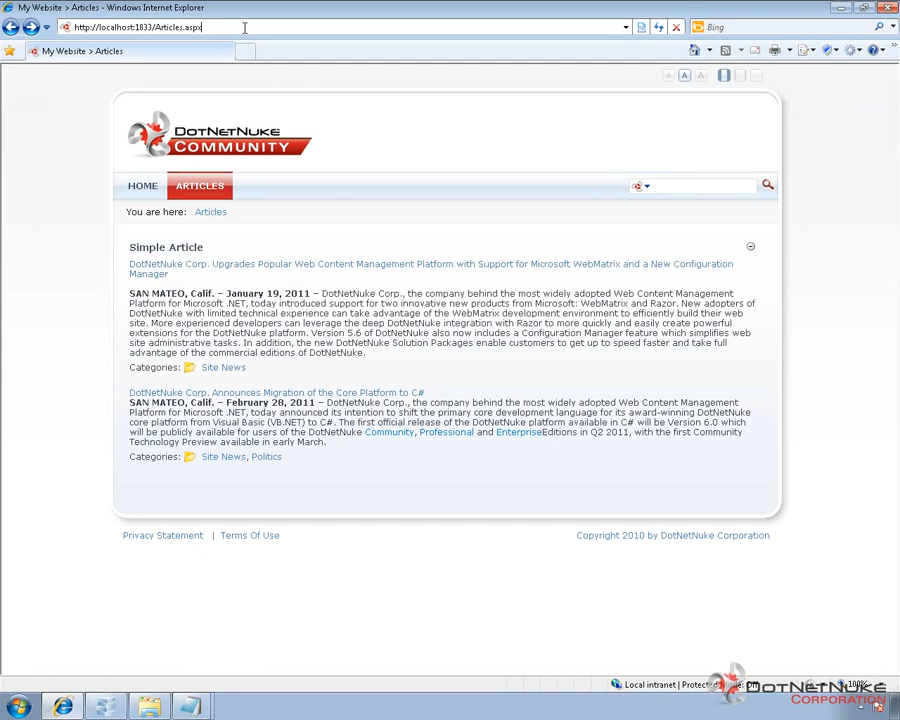 My Website > Articles - Windows Internet Explorer
http://localhost:1833/Articles.aspx
Bing
My Website > Articles
A A A
DOTNETNUKE
COMMUNITY
HOME ARTICLES
You are here: Articles
Simple Article
DotNetNuke Corp. Upgrades Popular Web Content Management Platform with Support for Microsoft WebMatrix and a New Configuration
Manager
SAN MATEO, Calif. – January 19, 2011 – DotNetNuke Corp., the company behind the most widely adopted Web Content Management
Platform for Microsoft .NET, today introduced support for two innovative new products from Microsoft: WebMatrix and Razor. New adopters of
DotNetNuke with limited technical experience can take advantage of the WebMatrix development environment to efficiently build their web
site. More experienced developers can leverage the deep DotNetNuke integration with Razor to more quickly and easily create powerful
extensions for the DotNetNuke platform. Version 5.6 of DotNetNuke also now includes a Configuration Manager feature which simplifies web
site administrative tasks. In addition, the new DotNetNuke Solution Packages enable customers to get up to speed faster and take full
advantage of the commercial editions of DotNetNuke.
Categories: Site News
DotNetNuke Corp. Announces Migration of the Core Platform to C#
SAN MATEO, Calif. – February 28, 2011 – DotNetNuke Corp., the company behind the most widely adopted Web Content Management
Platform for Microsoft .NET, today announced its intention to shift the primary core development language for its award-winning DotNetNuke
core platform from Visual Basic (VB.NET) to C#. The first official release of the DotNetNuke platform available in C# will be Version 6.0 which
will be publicly available for users of the DotNetNuke Community, Professional and EnterpriseEditions in Q2 2011, with the first Community
Technology Preview available in early March.
Categories: Site News, Politics
Privacy Statement | Terms Of Use
Copyright 2010 by DotNetNuke Corporation
Local intranet | Protected Mode: Off
100%
DOTNETNUKE
CORPORATION